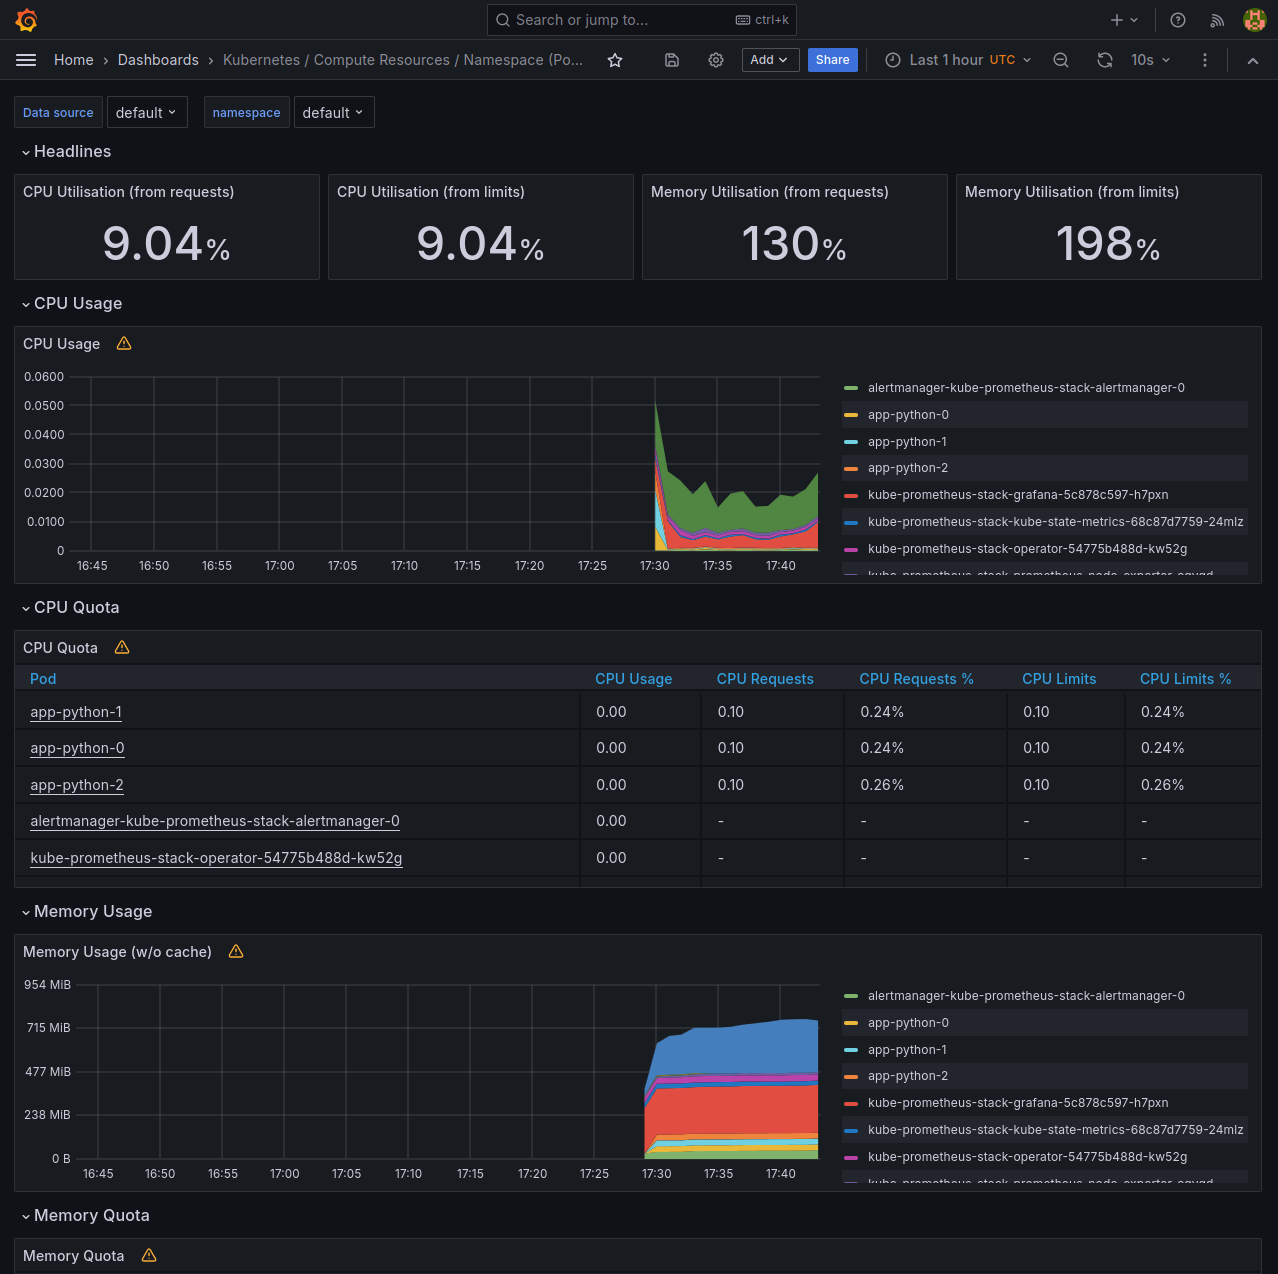 Search or jump to... ctrl+k
Home › Dashboards › Kubernetes / Compute Resources / Namespace (Po... Add Share Last 1 hour UTC 10s
Data source default namespace default
Headlines
CPU Utilisation (from requests) CPU Utilisation (from limits) Memory Utilisation (from requests) Memory Utilisation (from limits)
9.04% 9.04% 130% 198%
CPU Usage
CPU Usage
0.0600
0.0500
0.0400
0.0300
0.0200
0.0100
0
16:45 16:50 16:55 17:00 17:05 17:10 17:15 17:20 17:25 17:30 17:35 17:40
alertmanager-kube-prometheus-stack-alertmanager-0
app-python-0
app-python-1
app-python-2
kube-prometheus-stack-grafana-5c878c597-h7pxn
kube-prometheus-stack-kube-state-metrics-68c87d7759-24mlz
kube-prometheus-stack-operator-54775b488d-kw52g
CPU Quota
CPU Quota
Pod CPU Usage CPU Requests CPU Requests % CPU Limits CPU Limits %
app-python-1 0.00 0.10 0.24% 0.10 0.24%
app-python-0 0.00 0.10 0.24% 0.10 0.24%
app-python-2 0.00 0.10 0.26% 0.10 0.26%
alertmanager-kube-prometheus-stack-alertmanager-0 0.00 - - - -
kube-prometheus-stack-operator-54775b488d-kw52g 0.00 - - - -
Memory Usage
Memory Usage (w/o cache)
954 MiB
715 MiB
477 MiB
238 MiB
0 B
16:45 16:50 16:55 17:00 17:05 17:10 17:15 17:20 17:25 17:30 17:35 17:40
alertmanager-kube-prometheus-stack-alertmanager-0
app-python-0
app-python-1
app-python-2
kube-prometheus-stack-grafana-5c878c597-h7pxn
kube-prometheus-stack-kube-state-metrics-68c87d7759-24mlz
kube-prometheus-stack-operator-54775b488d-kw52g
Memory Quota
Memory Quota